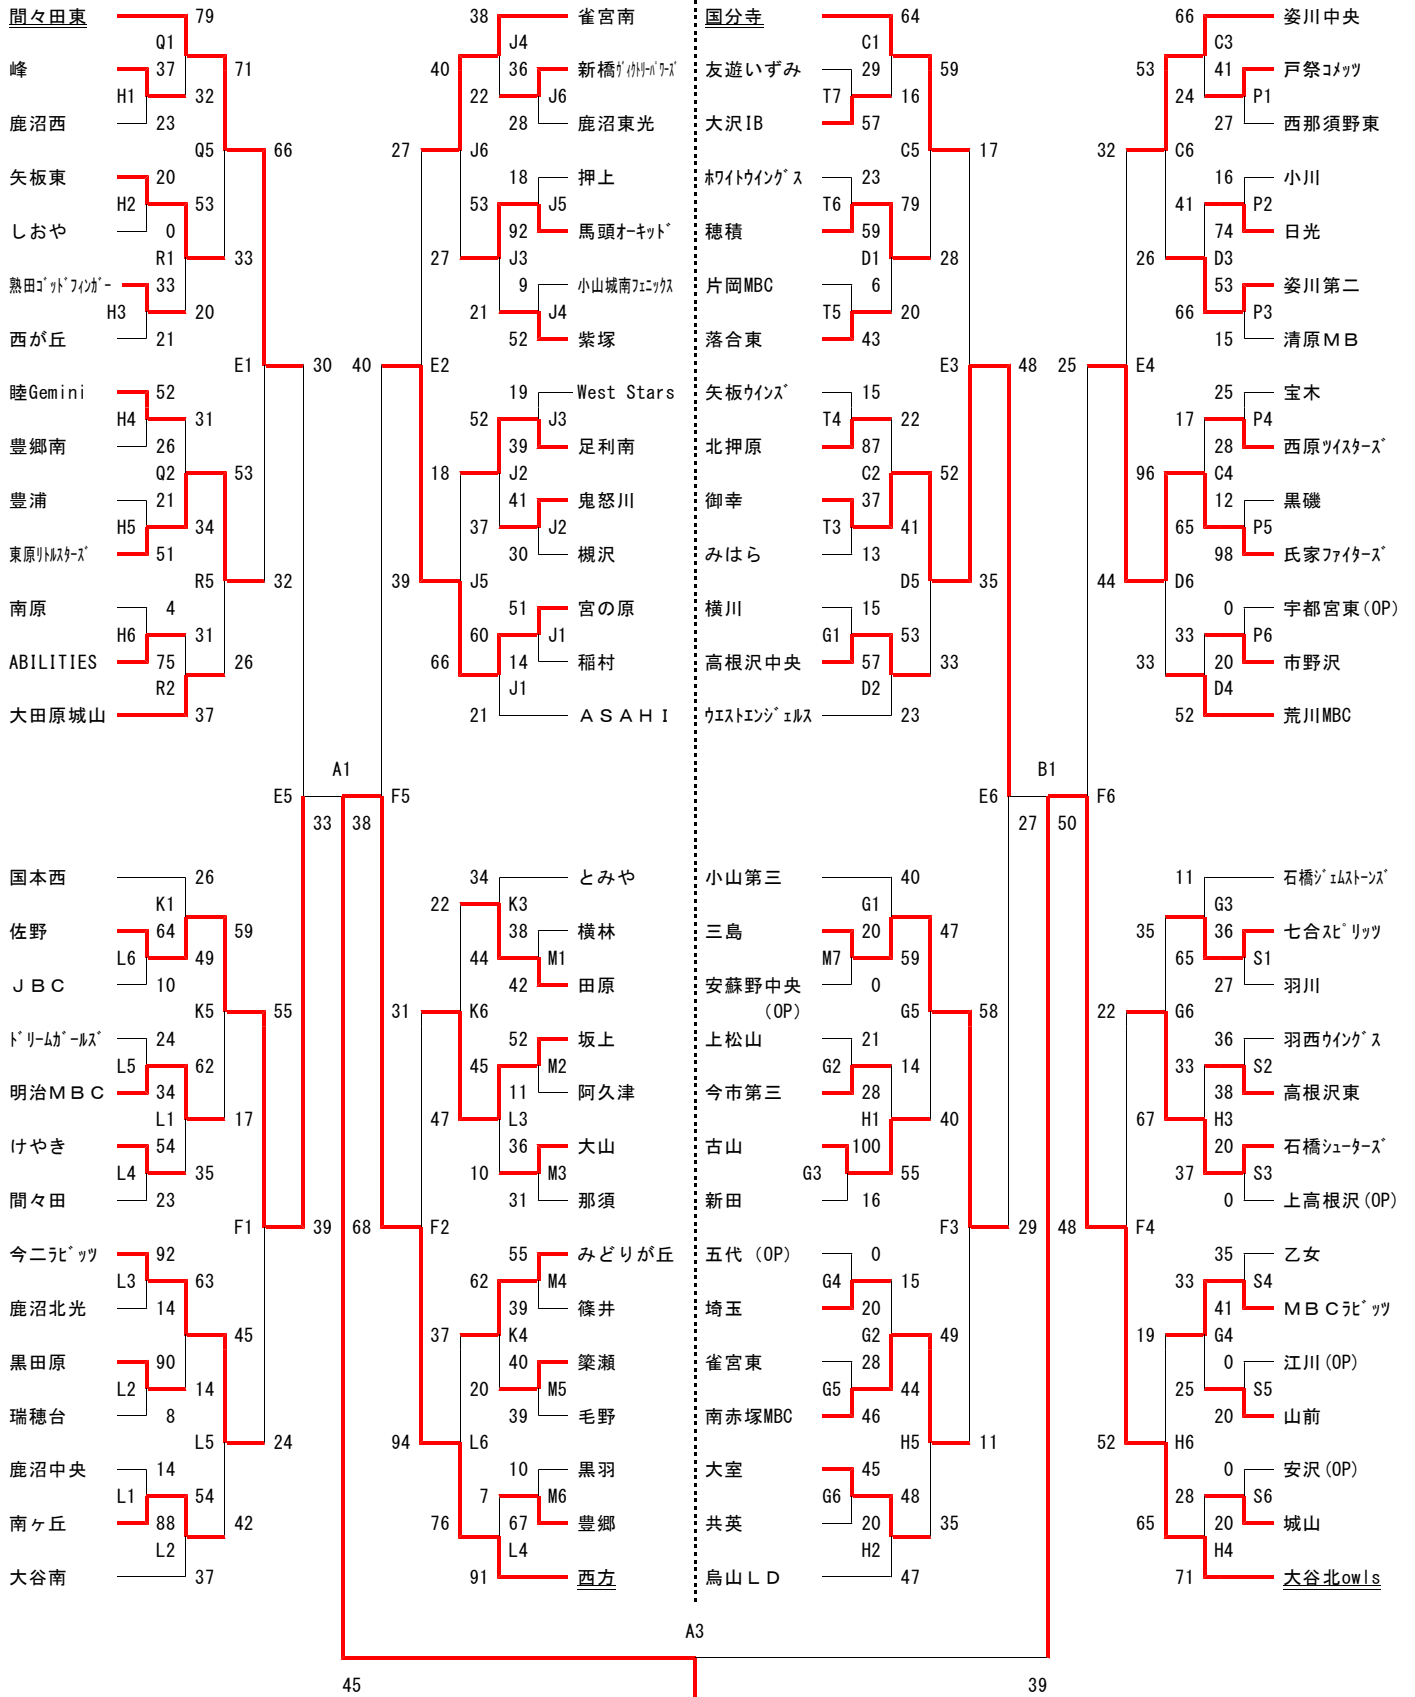 間々田東 79 38 雀宮南 国分寺 64 66 姿川中央
Q1 J4 C1 C3
峰 37 71 40 36 新橋ヴィクトリーパワーズ 友遊いずみ 29 59 53 41 戸祭コメッツ
H1 32 22 J6 T7 16 24 P1
鹿沼西 23 28 鹿沼東光 大沢IB 57 27 西那須野東
Q5 66 27 J6 C5 17 32 C6
矢板東 20 18 押上 ホワイトウイングス 23 16 小川
H2 53 53 J5 T6 79 41 P2
しおや 0 92 馬頭オーキッド 穂積 59 74 日光
R1 33 27 J3 D1 28 26 D3
熟田ゴッドフィンガー 33 9 小山城南フェニックス 片岡MBC 6 53 姿川第二
H3 20 21 J4 T5 20 66 P3
西が丘 21 52 紫塚 落合東 43 15 清原ＭＢ
E1 30 40 E2 E3 48 25 E4
睦Gemini 52 19 West Stars 矢板ウインズ 15 25 宝木
H4 31 52 J3 T4 22 17 P4
豊郷南 26 39 足利南 北押原 87 28 西原ツイスターズ
Q2 53 18 J2 C2 52 96 C4
豊浦 21 41 鬼怒川 御幸 37 12 黒磯
H5 34 37 J2 T3 41 65 P5
東原リトルスターズ 51 30 槻沢 みはら 13 98 氏家ファイターズ
R5 32 39 J5 D5 35 44 D6
南原 4 51 宮の原 横川 15 0 宇都宮東(OP)
H6 31 60 J1 G1 53 33 P6
ABILITIES 75 26 66 14 稲村 高根沢中央 57 33 33 20 市野沢
R2 J1 D2 D4
大田原城山 37 21 ＡＳＡＨＩ ウエストエンジェルス 23 52 荒川MBC
A1 B1
E5 F5 E6 F6
33 38 27 50
国本西 26 34 とみや 小山第三 40 11 石橋ジェムストーンズ
K1 22 K3 G1 G3
佐野 64 59 38 横林 三島 20 47 35 36 七合スピリッツ
L6 49 44 M1 M7 59 65 S1
ＪＢＣ 10 42 田原 安蘇野中央 0 27 羽川
K5 55 31 K6 (OP) G5 58 22 G6
ドリームガールズ 24 52 坂上 上松山 21 36 羽西ウイングス
L5 62 45 M2 G2 14 33 S2
明治ＭＢＣ 34 11 阿久津 今市第三 28 38 高根沢東
L1 17 47 L3 H1 40 67 H3
けやき 54 36 大山 古山 100 20 石橋シューターズ
L4 35 10 M3 G3 55 37 S3
間々田 23 31 那須 新田 16 0 上高根沢(OP)
F1 39 68 F2 F3 29 48 F4
今二ラビッツ 92 55 みどりが丘 五代 (OP) 0 35 乙女
L3 63 62 M4 G4 15 33 S4
鹿沼北光 14 39 篠井 埼玉 20 41 ＭＢＣラビッツ
45 37 K4 G2 49 19 G4
黒田原 90 40 簗瀬 雀宮東 28 0 江川(OP)
L2 14 20 M5 G5 44 25 S5
瑞穂台 8 39 毛野 南赤塚MBC 46 20 山前
L5 24 94 L6 H5 11 52 H6
鹿沼中央 14 10 黒羽 大室 45 0 安沢(OP)
L1 54 7 M6 G6 48 28 S6
南ヶ丘 88 42 76 67 豊郷 共英 20 35 65 20 城山
L2 L4 H2 H4
大谷南 37 91 西方 烏山ＬＤ 47 71 大谷北owls
A3
45 39